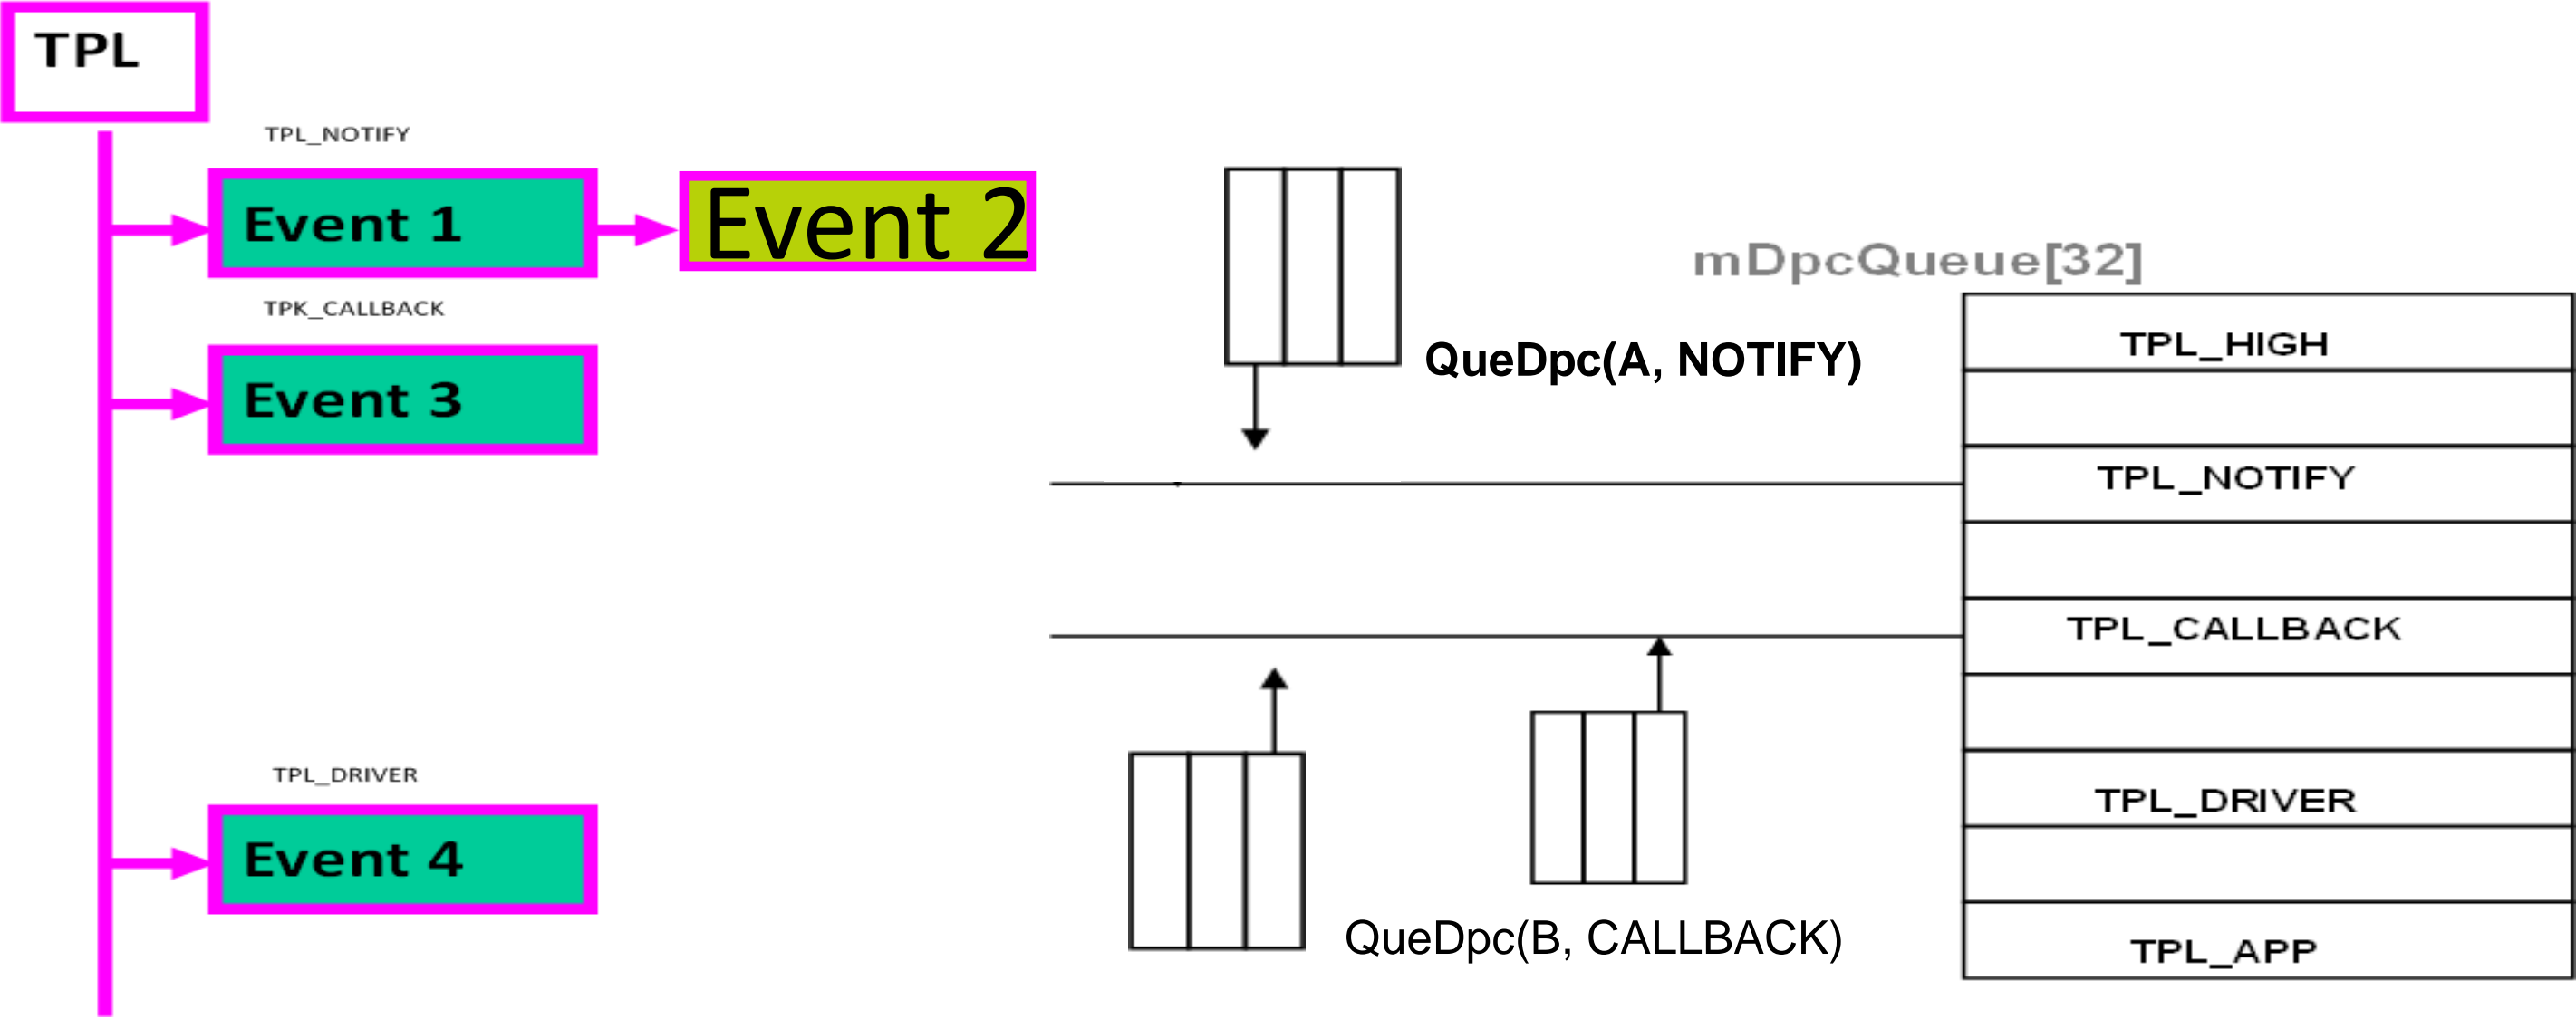 TPL
TPL_NOTIFY
Event 1
Event 2
TPK_CALLBACK
Event 3
TPL_DRIVER
Event 4
QueDpc(A, NOTIFY)
QueDpc(B, CALLBACK)
mDpcQueue[32]
TPL_HIGH
TPL_NOTIFY
TPL_CALLBACK
TPL_DRIVER
TPL_APP